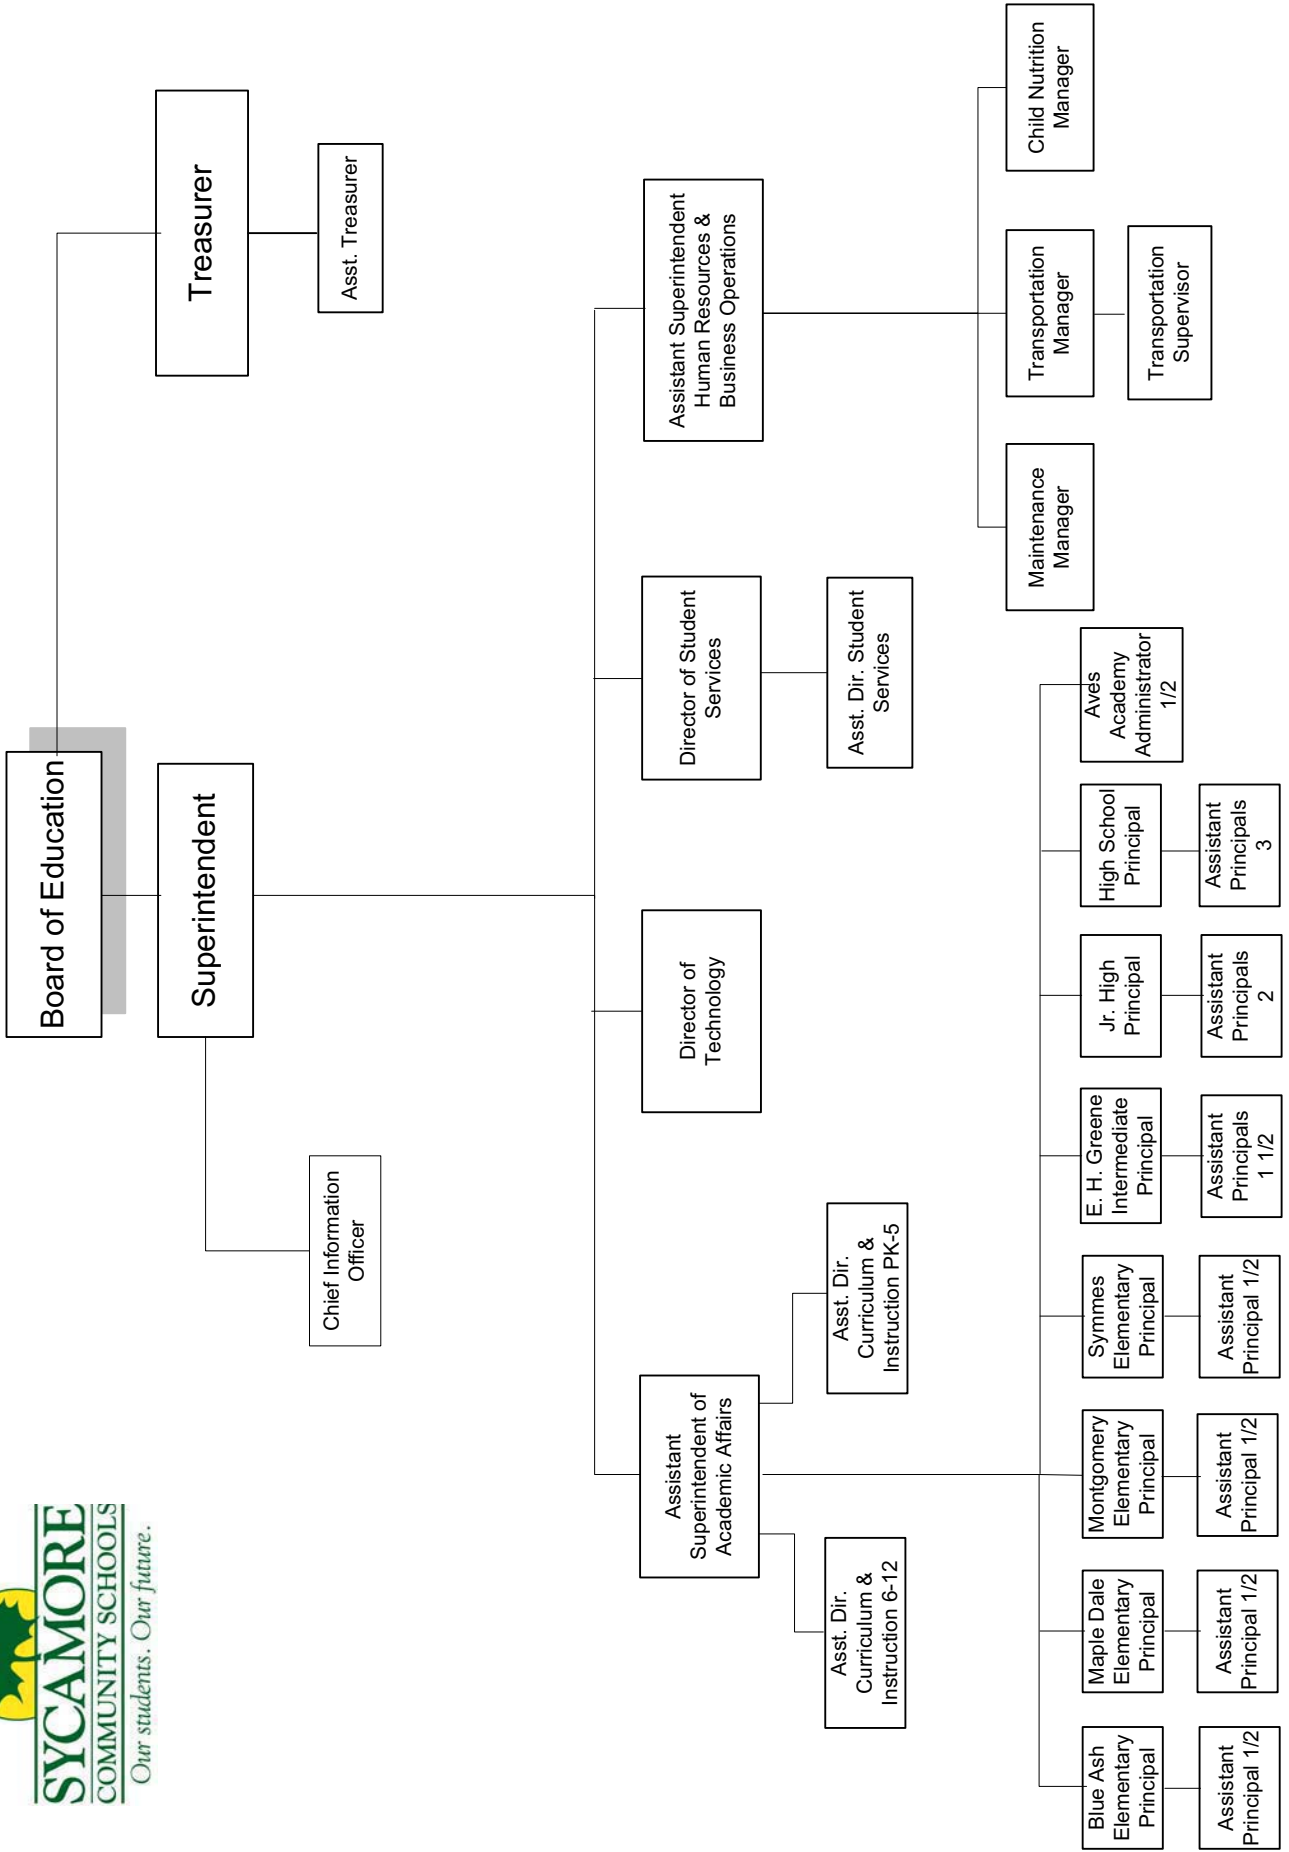 SYCAMORE
COMMUNITY SCHOOLS
Our students. Our future.
Board of Education
Superintendent
Treasurer
Asst. Treasurer
Chief Information
Officer
Assistant
Superintendent of
Academic Affairs
Director of
Technology
Director of Student
Services
Assistant Superintendent
Human Resources &
Business Operations
Asst. Dir.
Curriculum &
Instruction 6-12
Asst. Dir.
Curriculum &
Instruction PK-5
Asst. Dir. Student
Services
Maintenance
Manager
Transportation
Manager
Child Nutrition
Manager
Transportation
Supervisor
Blue Ash
Elementary
Principal
Maple Dale
Elementary
Principal
Montgomery
Elementary
Principal
Symmes
Elementary
Principal
E. H. Greene
Intermediate
Principal
Jr. High
Principal
High School
Principal
Aves
Academy
Administrator
1/2
Assistant
Principal 1/2
Assistant
Principal 1/2
Assistant
Principal 1/2
Assistant
Principal 1/2
Assistant
Principals
1 1/2
Assistant
Principals
2
Assistant
Principals
3